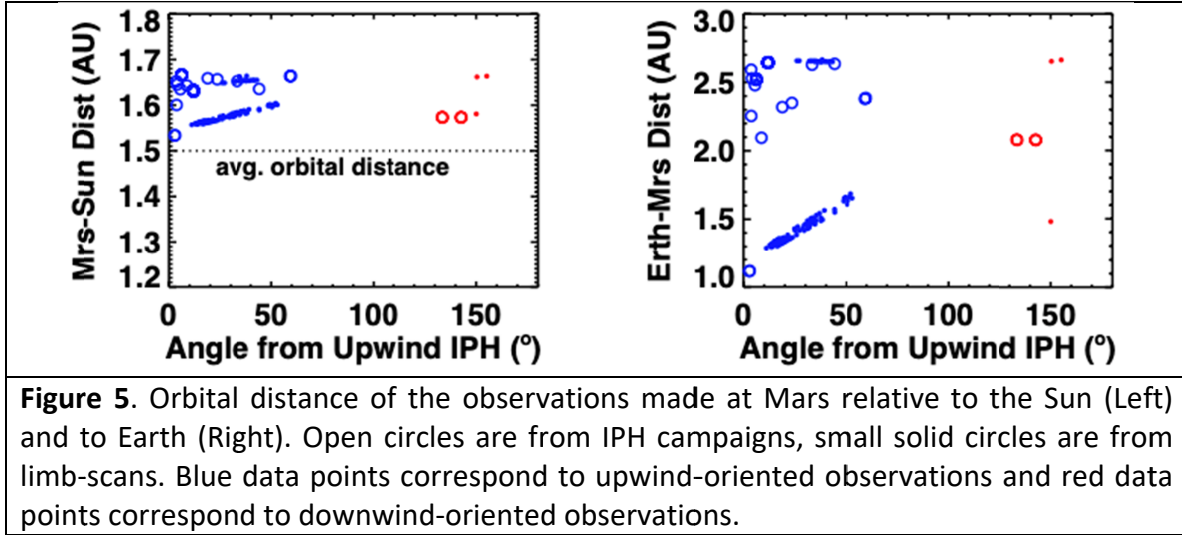 1.8
1.7
1.6
1.5
1.4
1.3
1.2
Mrs-Sun Dist (AU)
avg. orbital distance
0 50 100 150
Angle from Upwind IPH (°)
3.0
2.5
2.0
1.5
1.0
Erth-Mrs Dist (AU)
0 50 100 150
Angle from Upwind IPH (°)
Figure 5. Orbital distance of the observations made at Mars relative to the Sun (Left)
and to Earth (Right). Open circles are from IPH campaigns, small solid circles are from
limb-scans. Blue data points correspond to upwind-oriented observations and red data
points correspond to downwind-oriented observations.